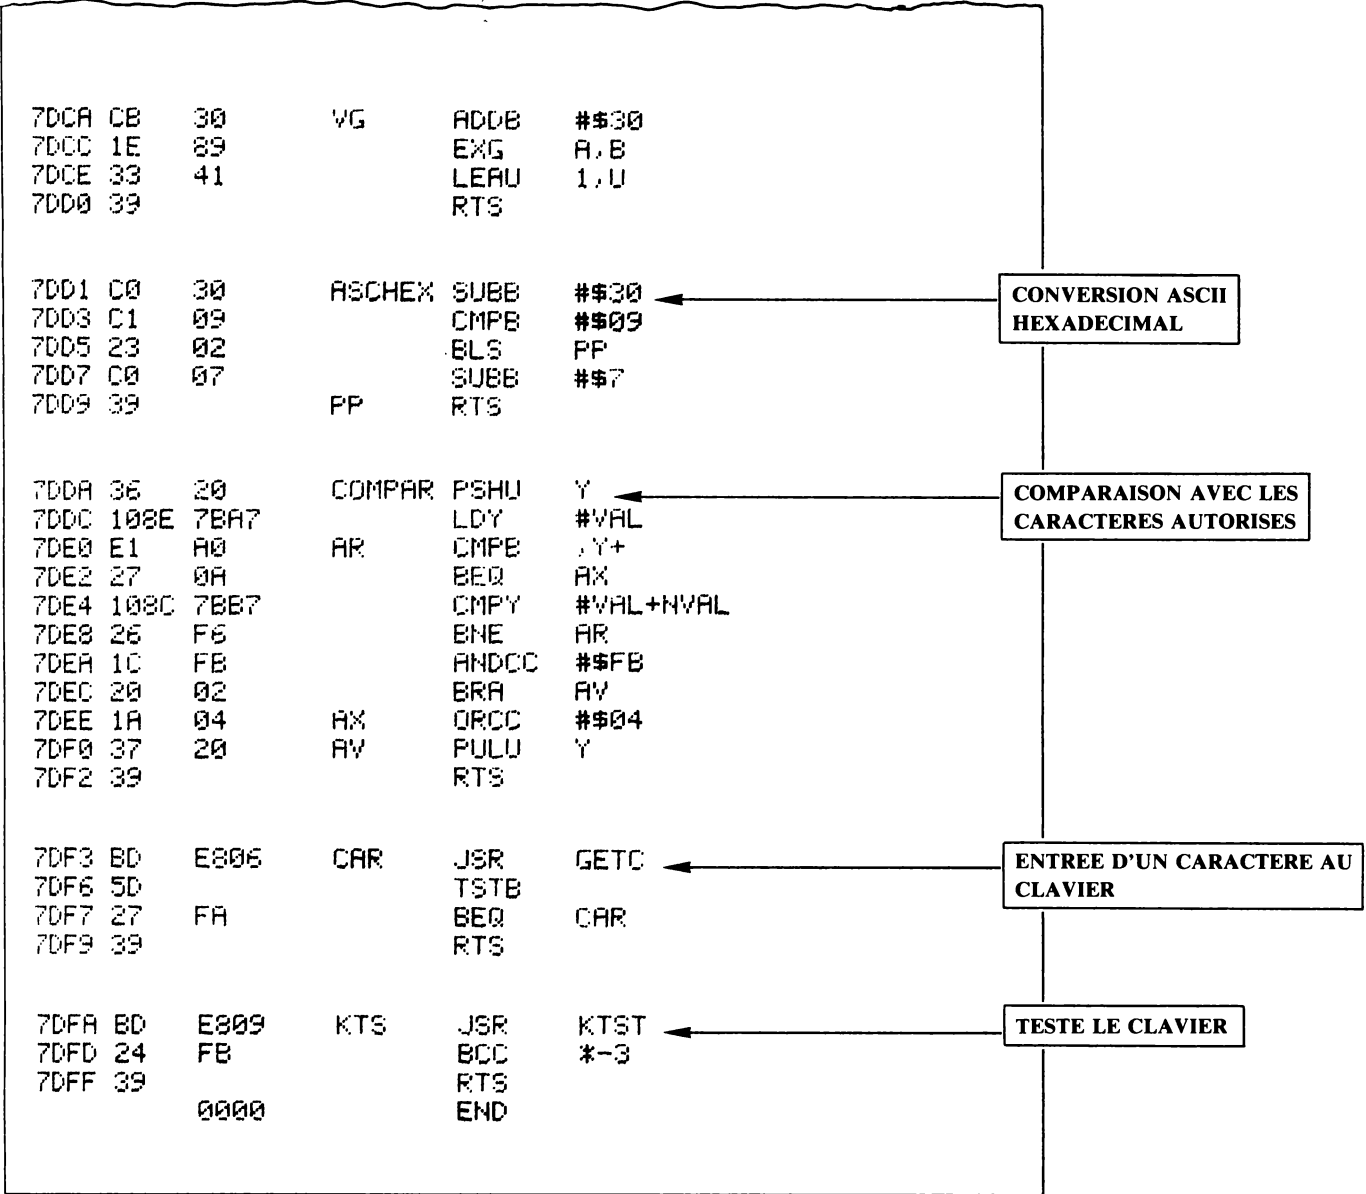 7DCA CB 30 VG ADDB #$30
7DCC 1E 89 EXG A,B
7DCE 33 41 LEAU 1,U
7DD0 39 RTS
7DD1 C0 30 ASCHEX SUBB #$30
CONVERSION ASCII
HEXADECIMAL
7DD3 C1 09 CMPB #$09
7DD5 23 02 BLS PP
7DD7 C0 07 SUBB #$7
7DD9 39 PP RTS
7DDA 36 20 COMPAR PSHU Y
COMPARAISON AVEC LES
CARACTERES AUTORISES
7DDC 108E 7BA7 LDY #VAL
7DE0 E1 A0 AR CMPB ,Y+
7DE2 27 0A BEQ AX
7DE4 108C 7BB7 CMPY #VAL+NVAL
7DE8 26 F6 BNE AR
7DEA 1C FB ANDCC #$FB
7DEC 20 02 BRA AV
7DEE 1A 04 AX ORCC #$04
7DF0 37 20 AV PULU Y
7DF2 39 RTS
7DF3 BD E806 CAR JSR GETC
ENTREE D'UN CARACTERE AU
CLAVIER
7DF6 5D TSTB
7DF7 27 FA BEQ CAR
7DF9 39 RTS
7DFA BD E809 KTS JSR KTST
TESTE LE CLAVIER
7DFD 24 FB BCC *-3
7DFF 39 RTS
0000 END